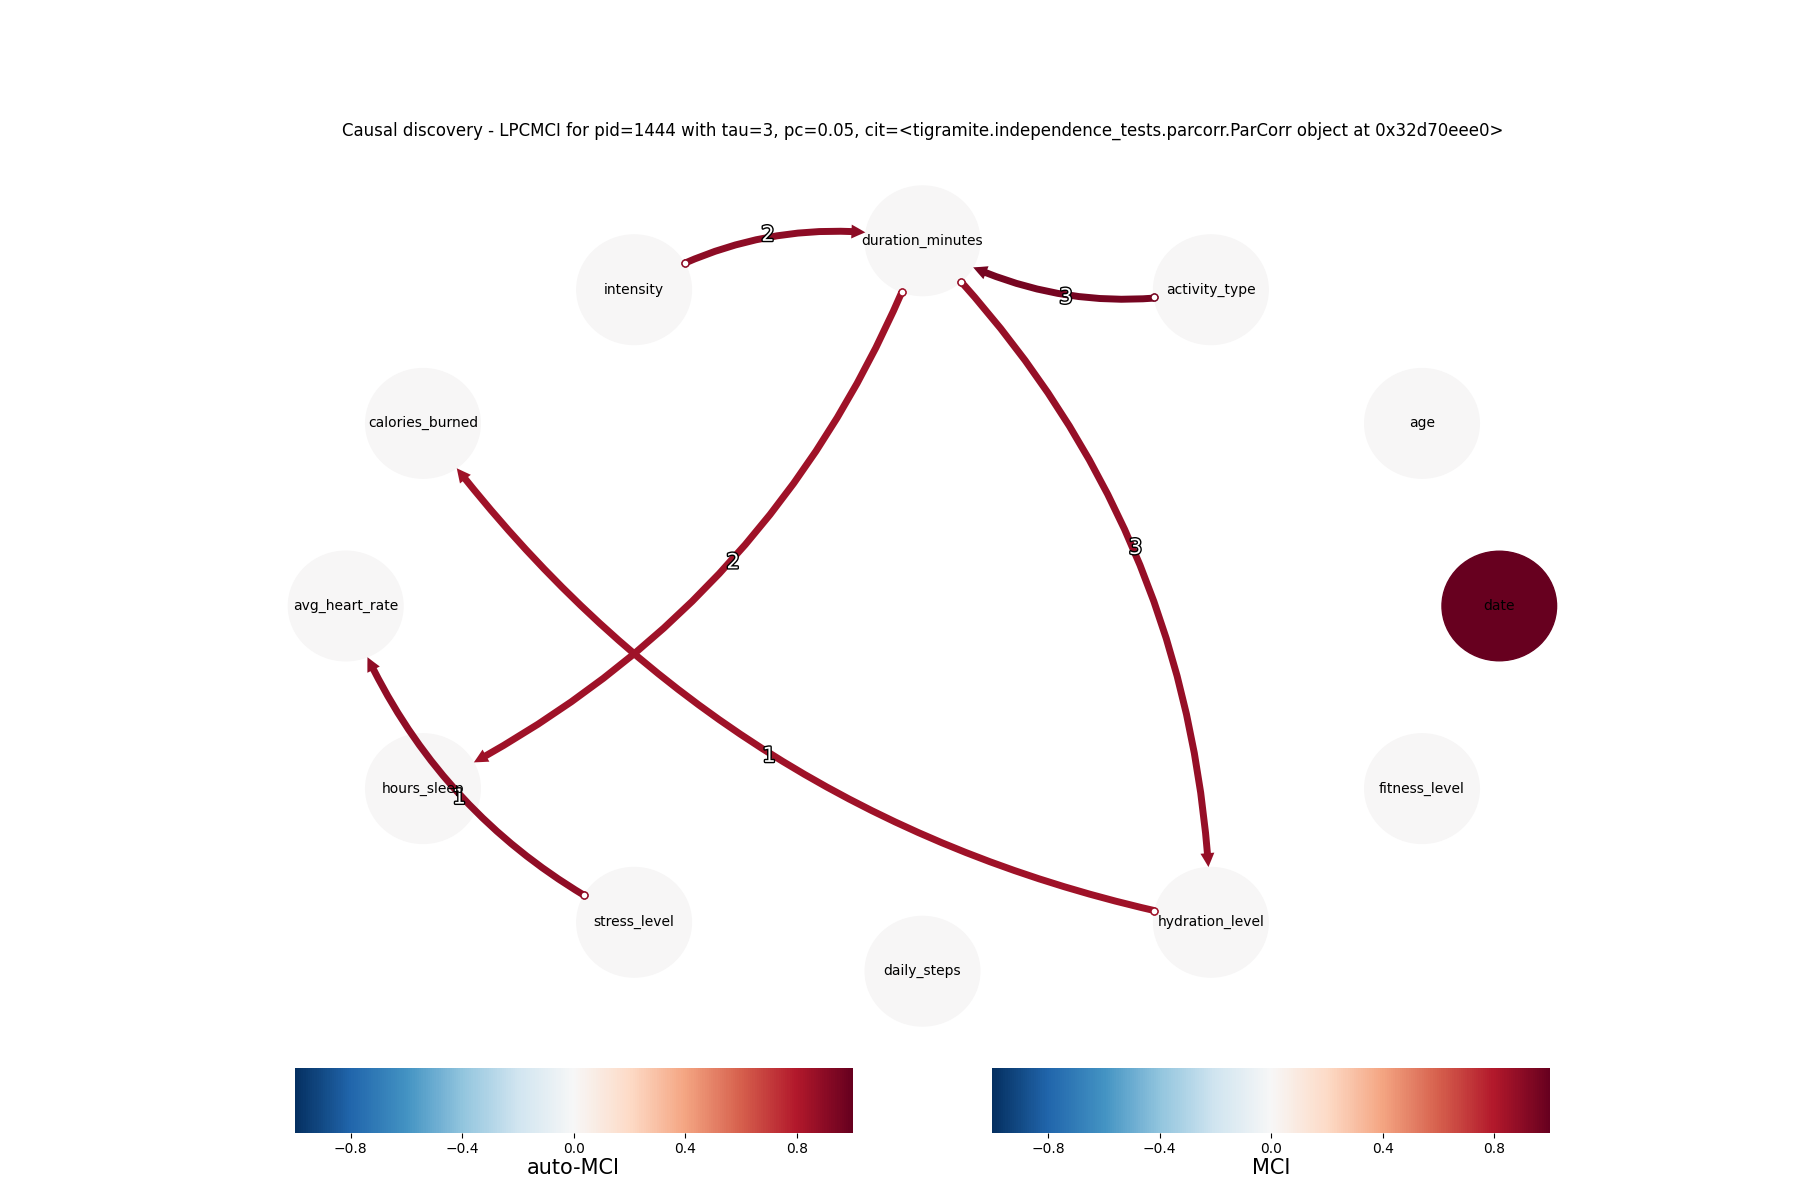 Causal discovery - LPCMCI for pid=1444 with tau=3, pc=0.05, cit=<tigramite.independence_tests.parcorr.ParCorr object at 0x32d70eee0>
2
duration_minutes
intensity
3
activity_type
calories_burned
age
2
3
avg_heart_rate
date
1
hours_sleep
1
fitness_level
stress_level
hydration_level
daily_steps
−0.8 −0.4 0.0 0.4 0.8
auto-MCI
−0.8 −0.4 0.0 0.4 0.8
MCI